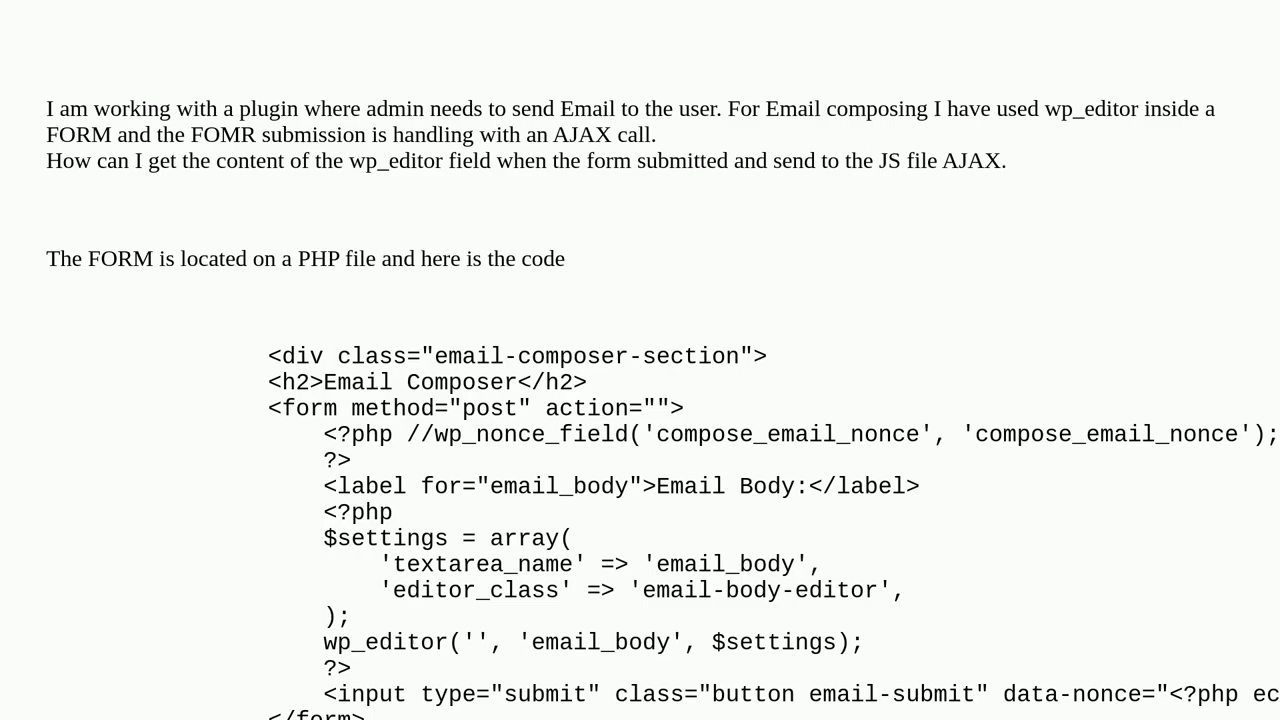 I am working with a plugin where admin needs to send Email to the user. For Email composing I have used wp_editor inside a
FORM and the FOMR submission is handling with an AJAX call.
How can I get the content of the wp_editor field when the form submitted and send to the JS file AJAX.
The FORM is located on a PHP file and here is the code
<div class="email-composer-section">
<h2>Email Composer</h2>
<form method="post" action="">
<?php //wp_nonce_field('compose_email_nonce', 'compose_email_nonce');
?>
<label for="email_body">Email Body:</label>
<?php
$settings = array(
'textarea_name' => 'email_body',
'editor_class' => 'email-body-editor',
);
wp_editor('', 'email_body', $settings);
?>
<input type="submit" class="button email-submit" data-nonce="<?php ec
</form>